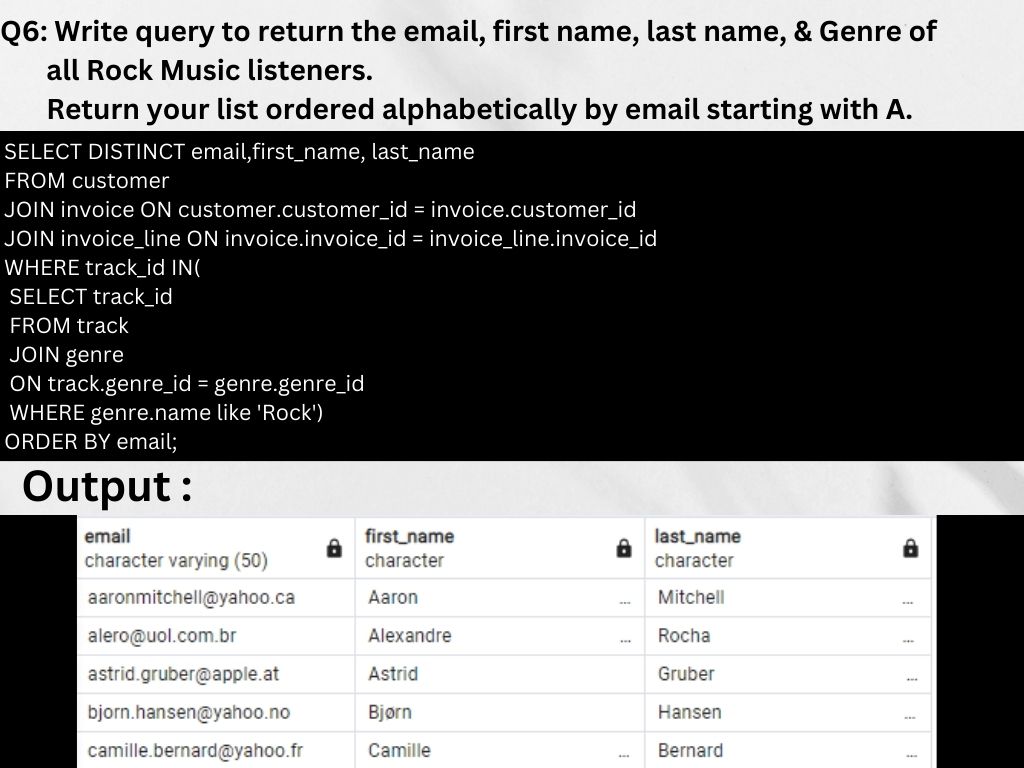 Q6: Write query to return the email, first name, last name, & Genre of
all Rock Music listeners.
Return your list ordered alphabetically by email starting with A.
SELECT DISTINCT email,first_name, last_name
FROM customer
JOIN invoice ON customer.customer_id = invoice.customer_id
JOIN invoice_line ON invoice.invoice_id = invoice_line.invoice_id
WHERE track_id IN(
SELECT track_id
FROM track
JOIN genre
ON track.genre_id = genre.genre_id
WHERE genre.name like 'Rock')
ORDER BY email;
Output :
email first_name last_name
character varying (50) character character
aaronmitchell@yahoo.ca Aaron ... Mitchell ...
alero@uol.com.br Alexandre ... Rocha ...
astrid.gruber@apple.at Astrid Gruber ...
bjorn.hansen@yahoo.no Bjørn Hansen ...
camille.bernard@yahoo.fr Camille ... Bernard ...